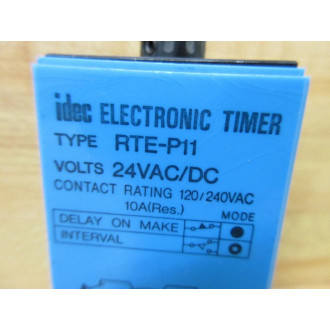 idec ELECTRONIC TIMER
TYPE RTE-P11
VOLTS 24VAC/DC
CONTACT RATING 120/240VAC
10A(Res.) MODE
DELAY ON MAKE
INTERVAL